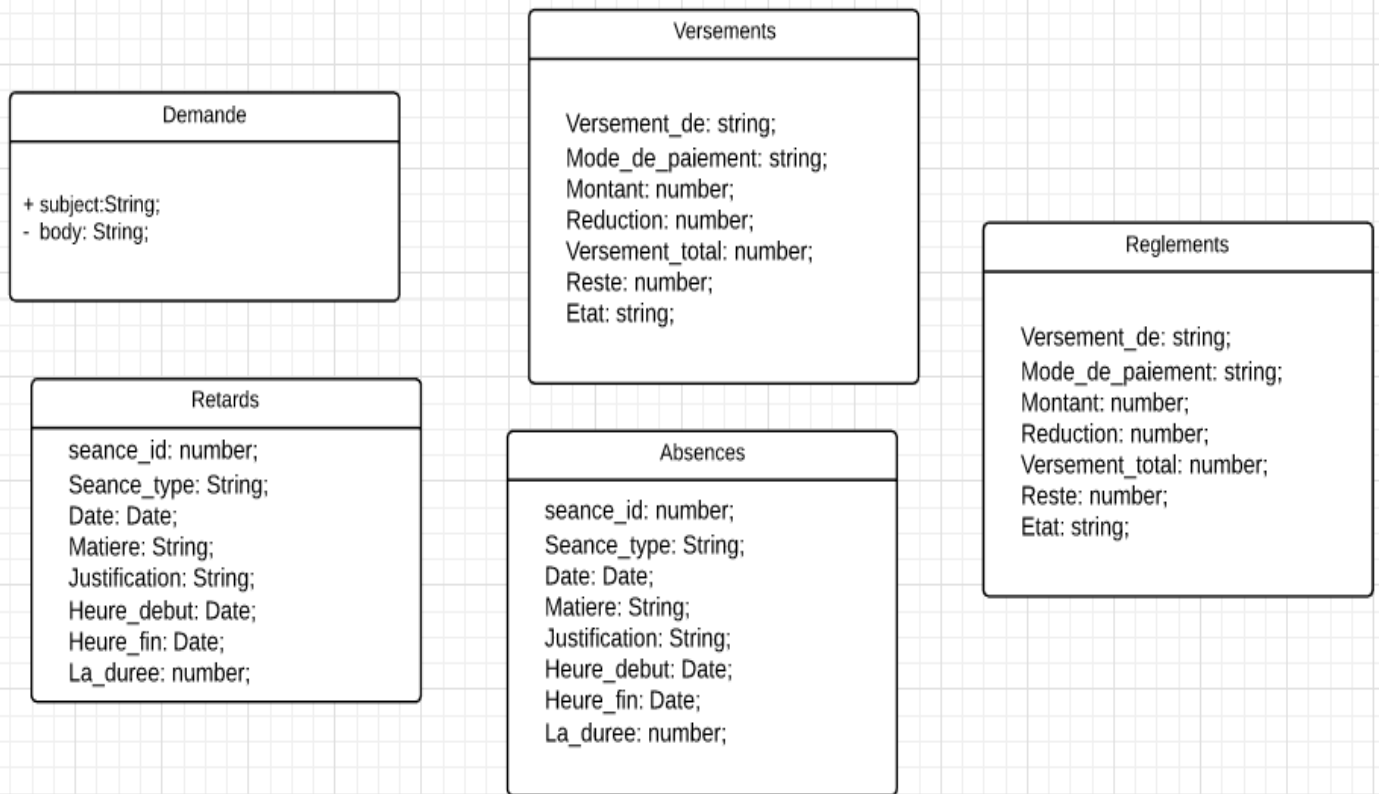 Demande
+ subject:String;
- body: String;
Versements
Versement_de: string;
Mode_de_paiement: string;
Montant: number;
Reduction: number;
Versement_total: number;
Reste: number;
Etat: string;
Reglements
Versement_de: string;
Mode_de_paiement: string;
Montant: number;
Reduction: number;
Versement_total: number;
Reste: number;
Etat: string;
Retards
seance_id: number;
Seance_type: String;
Date: Date;
Matiere: String;
Justification: String;
Heure_debut: Date;
Heure_fin: Date;
La_duree: number;
Absences
seance_id: number;
Seance_type: String;
Date: Date;
Matiere: String;
Justification: String;
Heure_debut: Date;
Heure_fin: Date;
La_duree: number;